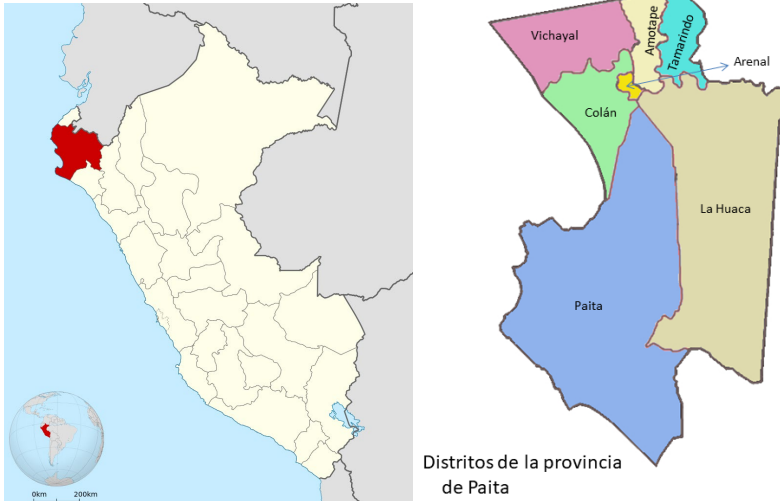 0km
200km
Vichayal
Amotape
Tamarindo
Arenal
Colán
La Huaca
Paita
Distritos de la provincia
de Paita